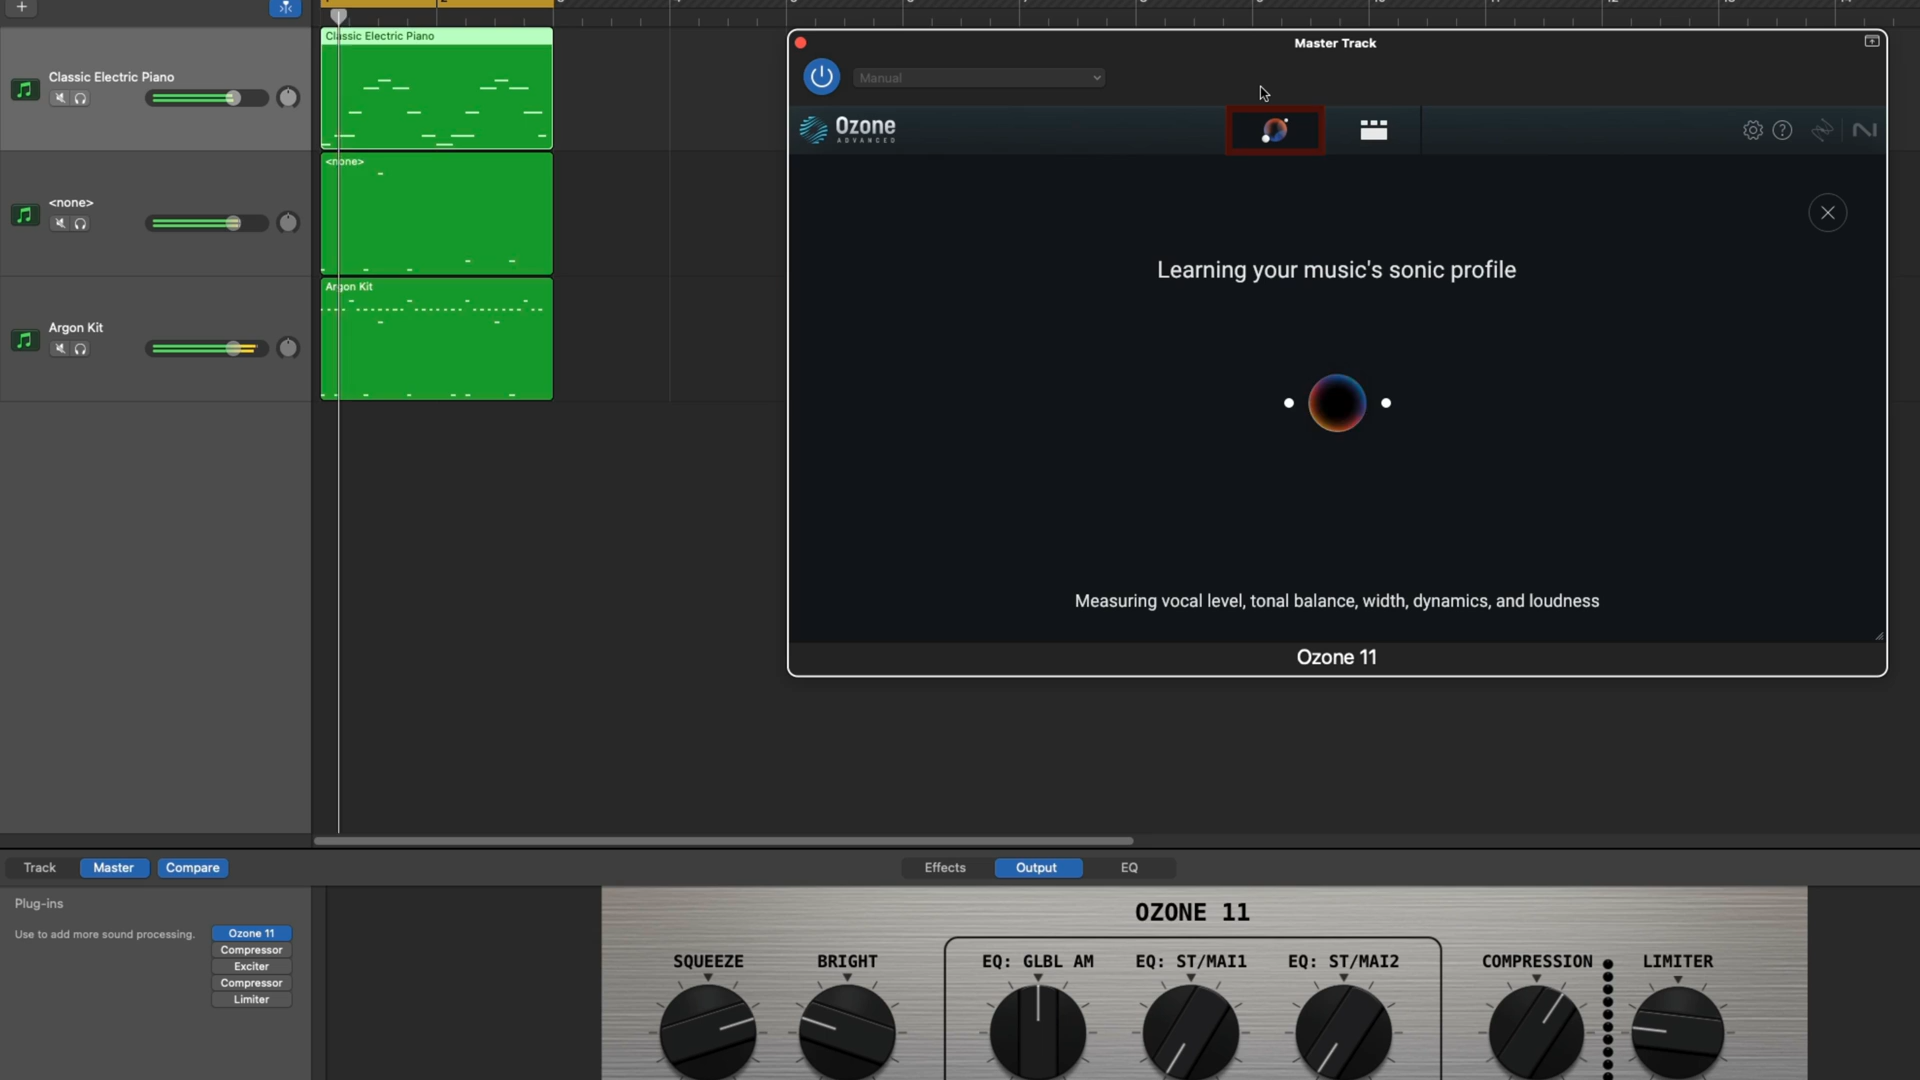 Classic Electric Piano
<none>
Argon Kit
Classic Electric Piano
<none>
Argon Kit
Master Track
Manual
Ozone
ADVANCED
Learning your music's sonic profile
Measuring vocal level, tonal balance, width, dynamics, and loudness
Ozone 11
Track
Master
Compare
Effects
Output
EQ
Plug-ins
Use to add more sound processing.
Ozone 11
Compressor
Exciter
Compressor
Limiter
OZONE 11
SQUEEZE
BRIGHT
EQ: GLBL AM
EQ: ST/MAI1
EQ: ST/MAI2
COMPRESSION
LIMITER